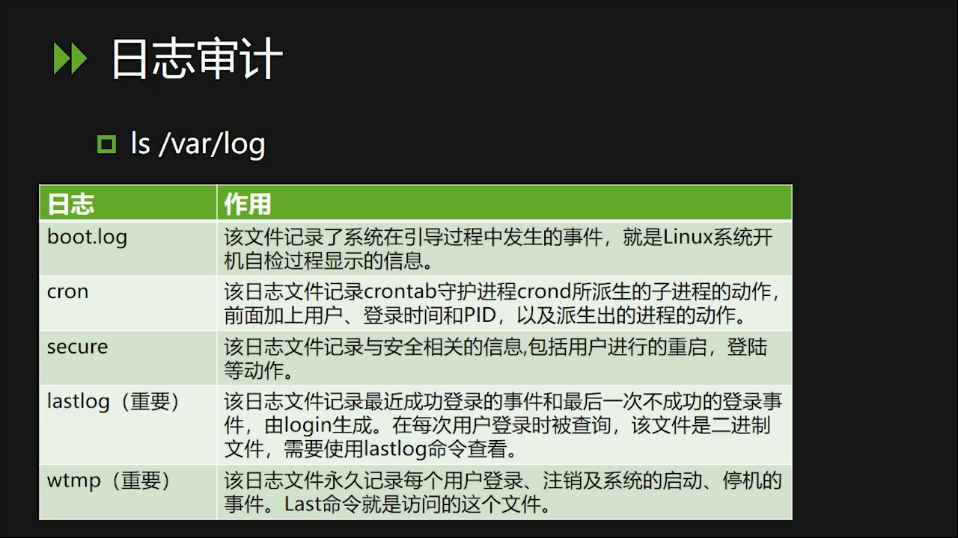 日志审计
ls /var/log
日志 作用
boot.log 该文件记录了系统在引导过程中发生的事件，就是Linux系统开
机自检过程显示的信息。
cron 该日志文件记录crontab守护进程crond所派生的子进程的动作，
前面加上用户、登录时间和PID，以及派生出的进程的动作。
secure 该日志文件记录与安全相关的信息,包括用户进行的重启，登陆
等动作。
lastlog（重要） 该日志文件记录最近成功登录的事件和最后一次不成功的登录事
件，由login生成。在每次用户登录时被查询，该文件是二进制
文件，需要使用lastlog命令查看。
wtmp（重要） 该日志文件永久记录每个用户登录、注销及系统的启动、停机的
事件。Last命令就是访问的这个文件。